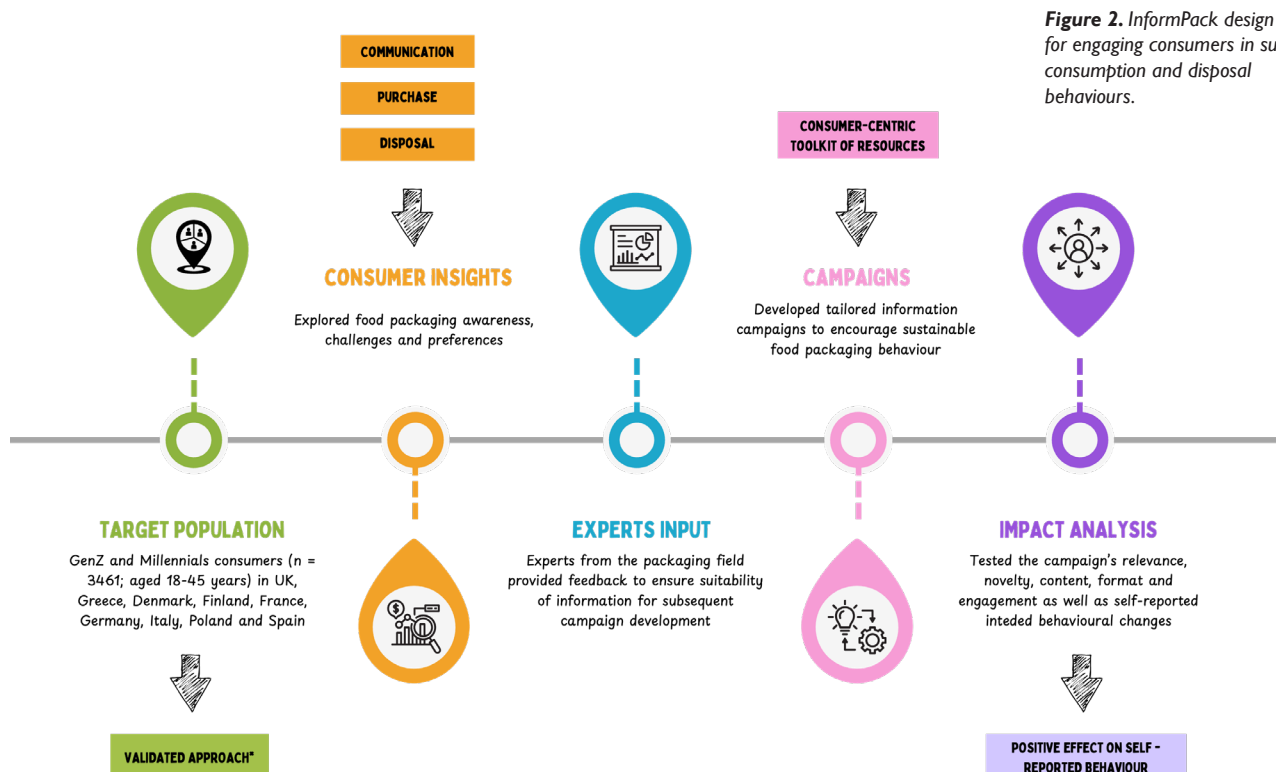 Figure 2. InformPack design
for engaging consumers in su
consumption and disposal
behaviours.
COMMUNICATION
PURCHASE
DISPOSAL
CONSUMER-CENTRIC
TOOLKIT OF RESOURCES
CONSUMER INSIGHTS
Explored food packaging awareness,
challenges and preferences
CAMPAIGNS
Developed tailored information
campaigns to encourage sustainable
food packaging behaviour
TARGET POPULATION
GenZ and Millennials consumers (n =
3461; aged 18-45 years) in UK,
Greece, Denmark, Finland, France,
Germany, Italy, Poland and Spain
EXPERTS INPUT
Experts from the packaging field
provided feedback to ensure suitability
of information for subsequent
campaign development
IMPACT ANALYSIS
Tested the campaign's relevance,
novelty, content, format and
engagement as well as self-reported
inteded behavioural changes
VALIDATED APPROACH*
POSITIVE EFFECT ON SELF -
REPORTED BEHAVIOUR